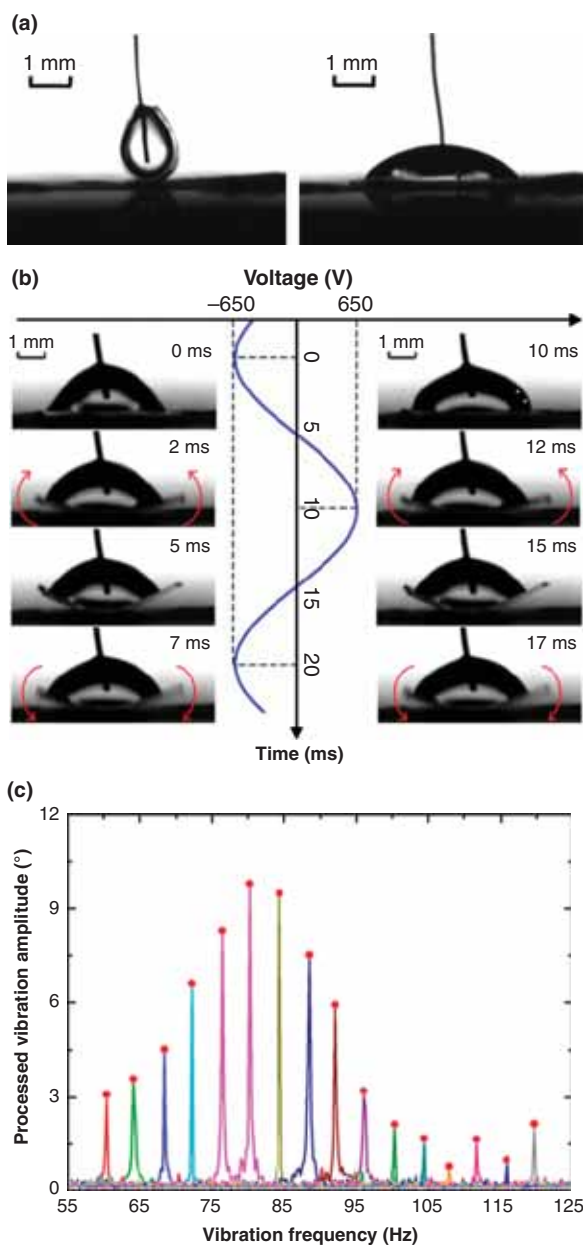 (a)
1 mm 1 mm
(b)
Voltage (V)
–650 650
1 mm 0 ms 0 1 mm 10 ms
2 ms 5 12 ms
5 ms 10 15 ms
7 ms 15 17 ms
20
Time (ms)
(c)
12
9
6
3
0
Processed vibration amplitude (°)
55 65 75 85 95 105 115 125
Vibration frequency (Hz)